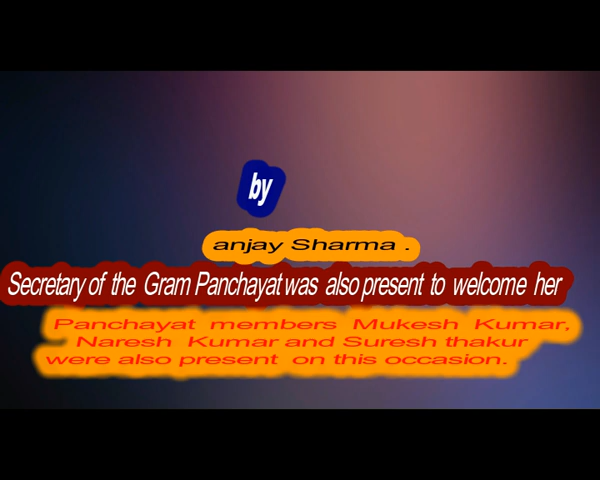 by
anjay Sharma .
Secretary of the Gram Panchayat was also present to welcome her
Panchayat members Mukesh Kumar,
Naresh Kumar and Suresh thakur
were also present on this occasion.